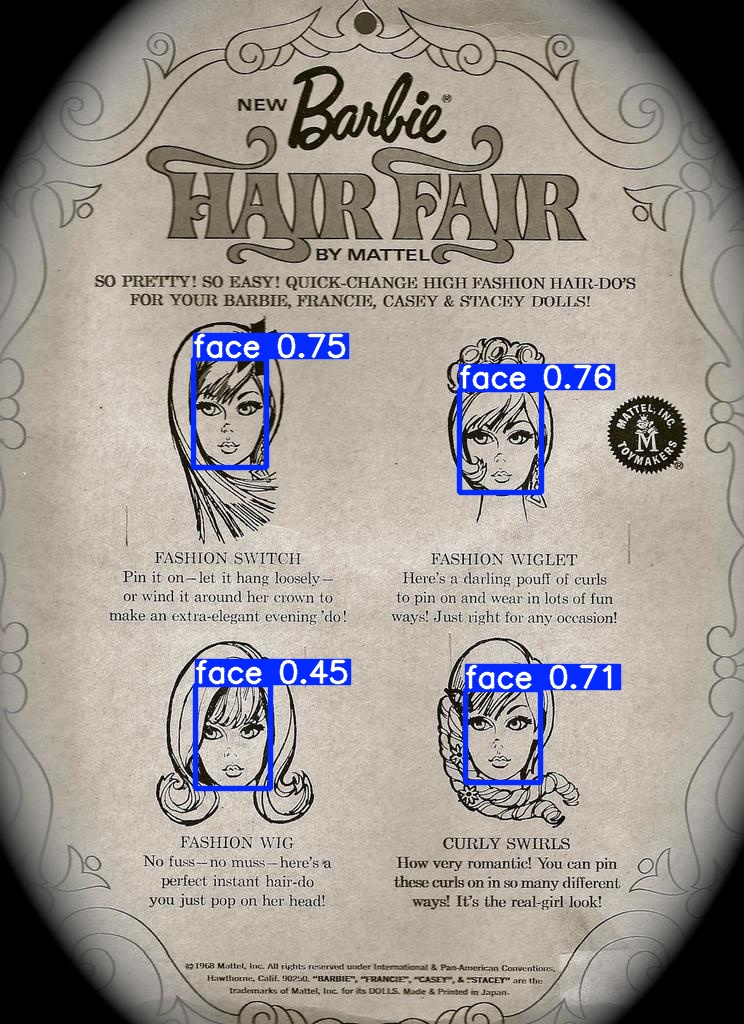 NEW Barbie®
HAIR FAIR
BY MATTEL
SO PRETTY! SO EASY! QUICK-CHANGE HIGH FASHION HAIR-DO'S
FOR YOUR BARBIE, FRANCIE, CASEY & STACEY DOLLS!
face 0.75
face 0.76
MATTEL, INC.
M
TOYMAKERS
®
FASHION SWITCH
Pin it on—let it hang loosely—
or wind it around her crown to
make an extra-elegant evening 'do!
FASHION WIGLET
Here's a darling pouff of curls
to pin on and wear in lots of fun
ways! Just right for any occasion!
face 0.45
face 0.71
FASHION WIG
No fuss—no muss—here's a
perfect instant hair-do
you just pop on her head!
CURLY SWIRLS
How very romantic! You can pin
these curls on in so many different
ways! It's the real-girl look!
©1968 Mattel, Inc. All rights reserved under International & Pan-American Conventions,
Hawthorne, Calif. 90250. "BARBIE", "FRANCIE", "CASEY", & "STACEY" are the
trademarks of Mattel, Inc. for its DOLLS. Made & Printed in Japan.